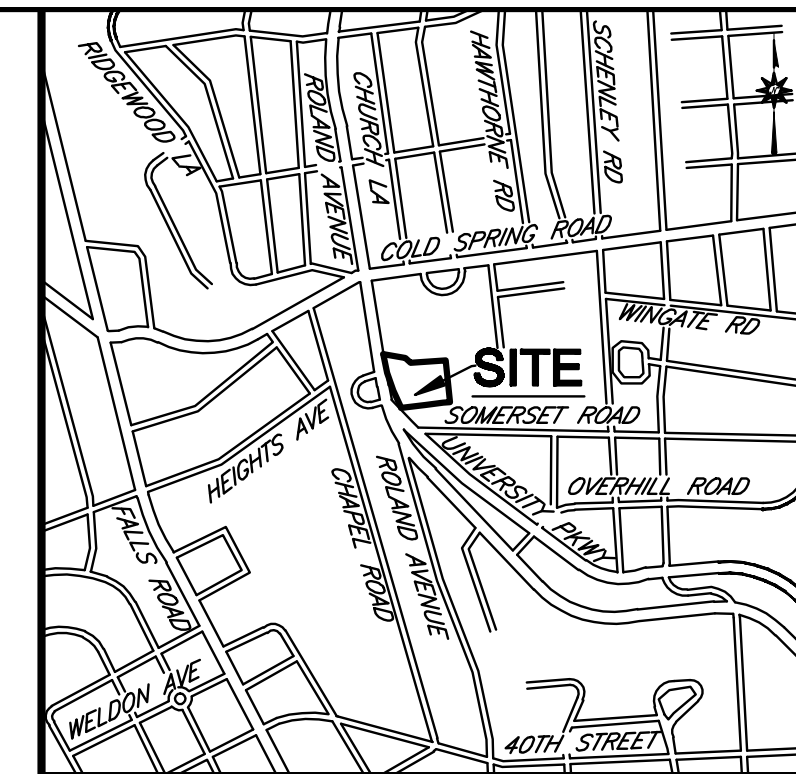 RIDGEWOOD LA
ROLAND AVENUE
CHURCH LA
HAWTHORNE RD
SCHENLEY RD
COLD SPRING ROAD
WINGATE RD
SITE
SOMERSET ROAD
HEIGHTS AVE
UNIVERSITY PKWY
OVERHILL ROAD
CHAPEL ROAD
ROLAND AVENUE
FALLS ROAD
WELDON AVE
40TH STREET